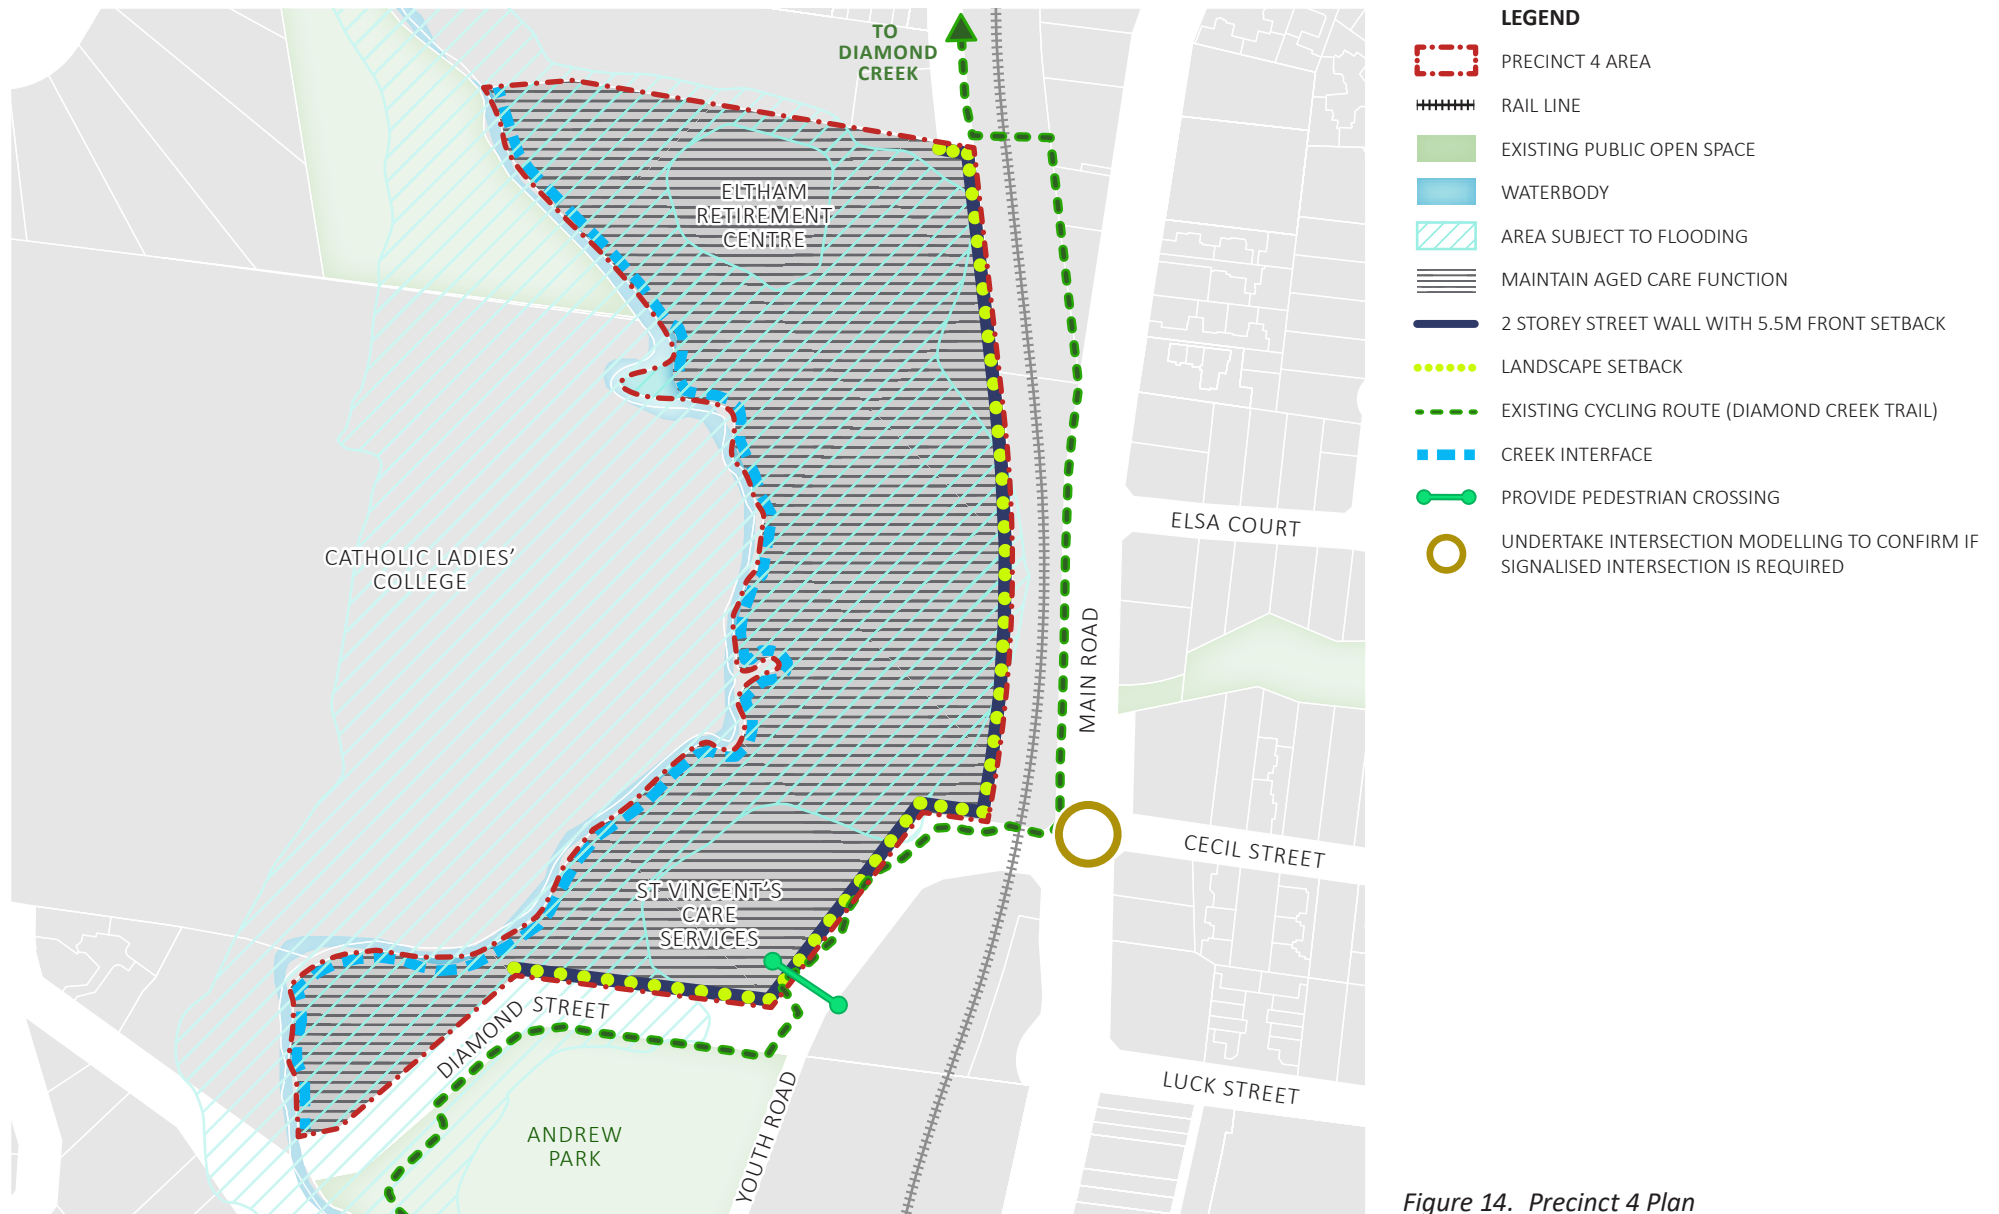 TO
DIAMOND
CREEK
ELTHAM
RETIREMENT
CENTRE
CATHOLIC LADIES'
COLLEGE
ELSA COURT
MAIN ROAD
CECIL STREET
ST VINCENT'S
CARE
SERVICES
DIAMOND STREET
LUCK STREET
YOUTH ROAD
ANDREW
PARK
LEGEND
PRECINCT 4 AREA
RAIL LINE
EXISTING PUBLIC OPEN SPACE
WATERBODY
AREA SUBJECT TO FLOODING
MAINTAIN AGED CARE FUNCTION
2 STOREY STREET WALL WITH 5.5M FRONT SETBACK
LANDSCAPE SETBACK
EXISTING CYCLING ROUTE (DIAMOND CREEK TRAIL)
CREEK INTERFACE
PROVIDE PEDESTRIAN CROSSING
UNDERTAKE INTERSECTION MODELLING TO CONFIRM IF
SIGNALISED INTERSECTION IS REQUIRED
Figure 14. Precinct 4 Plan